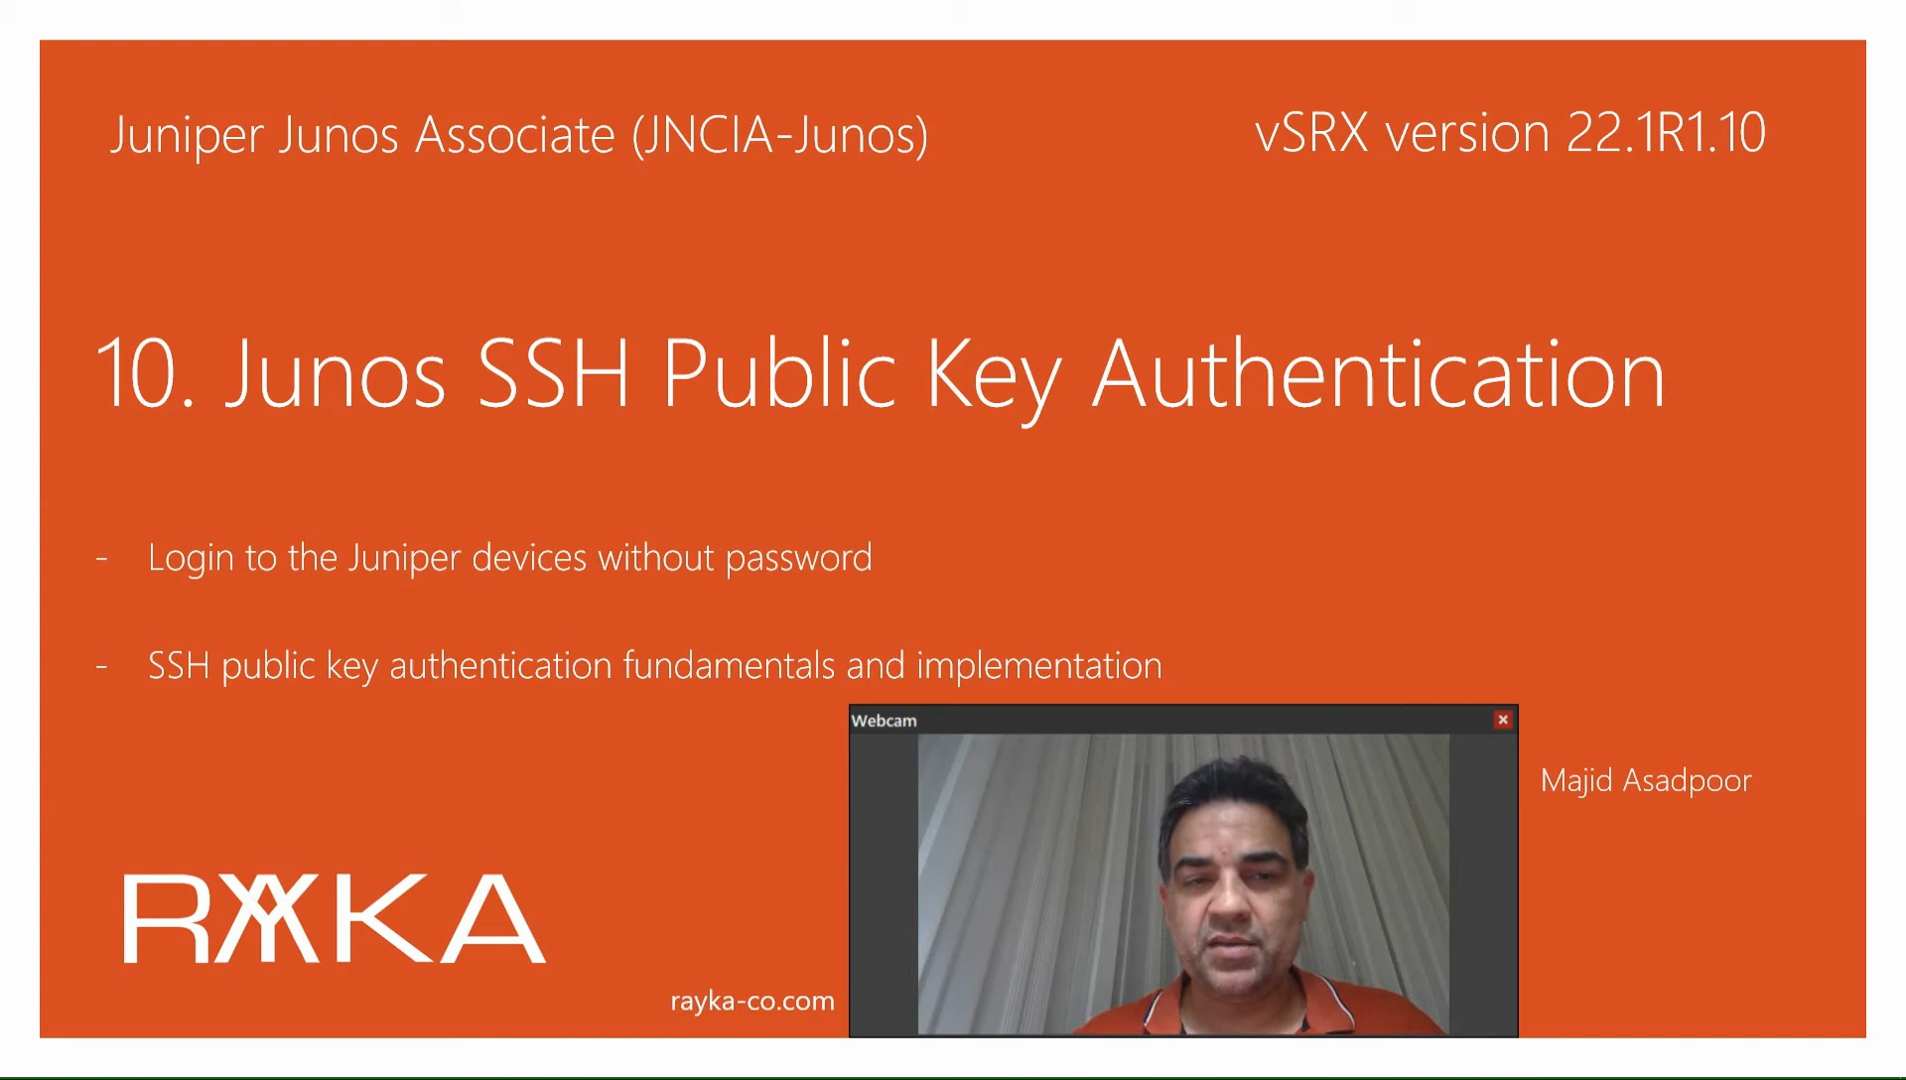 Juniper Junos Associate (JNCIA-Junos)
vSRX version 22.1R1.10
10. Junos SSH Public Key Authentication
- Login to the Juniper devices without password
- SSH public key authentication fundamentals and implementation
Webcam
Majid Asadpoor
RAYKA
rayka-co.com